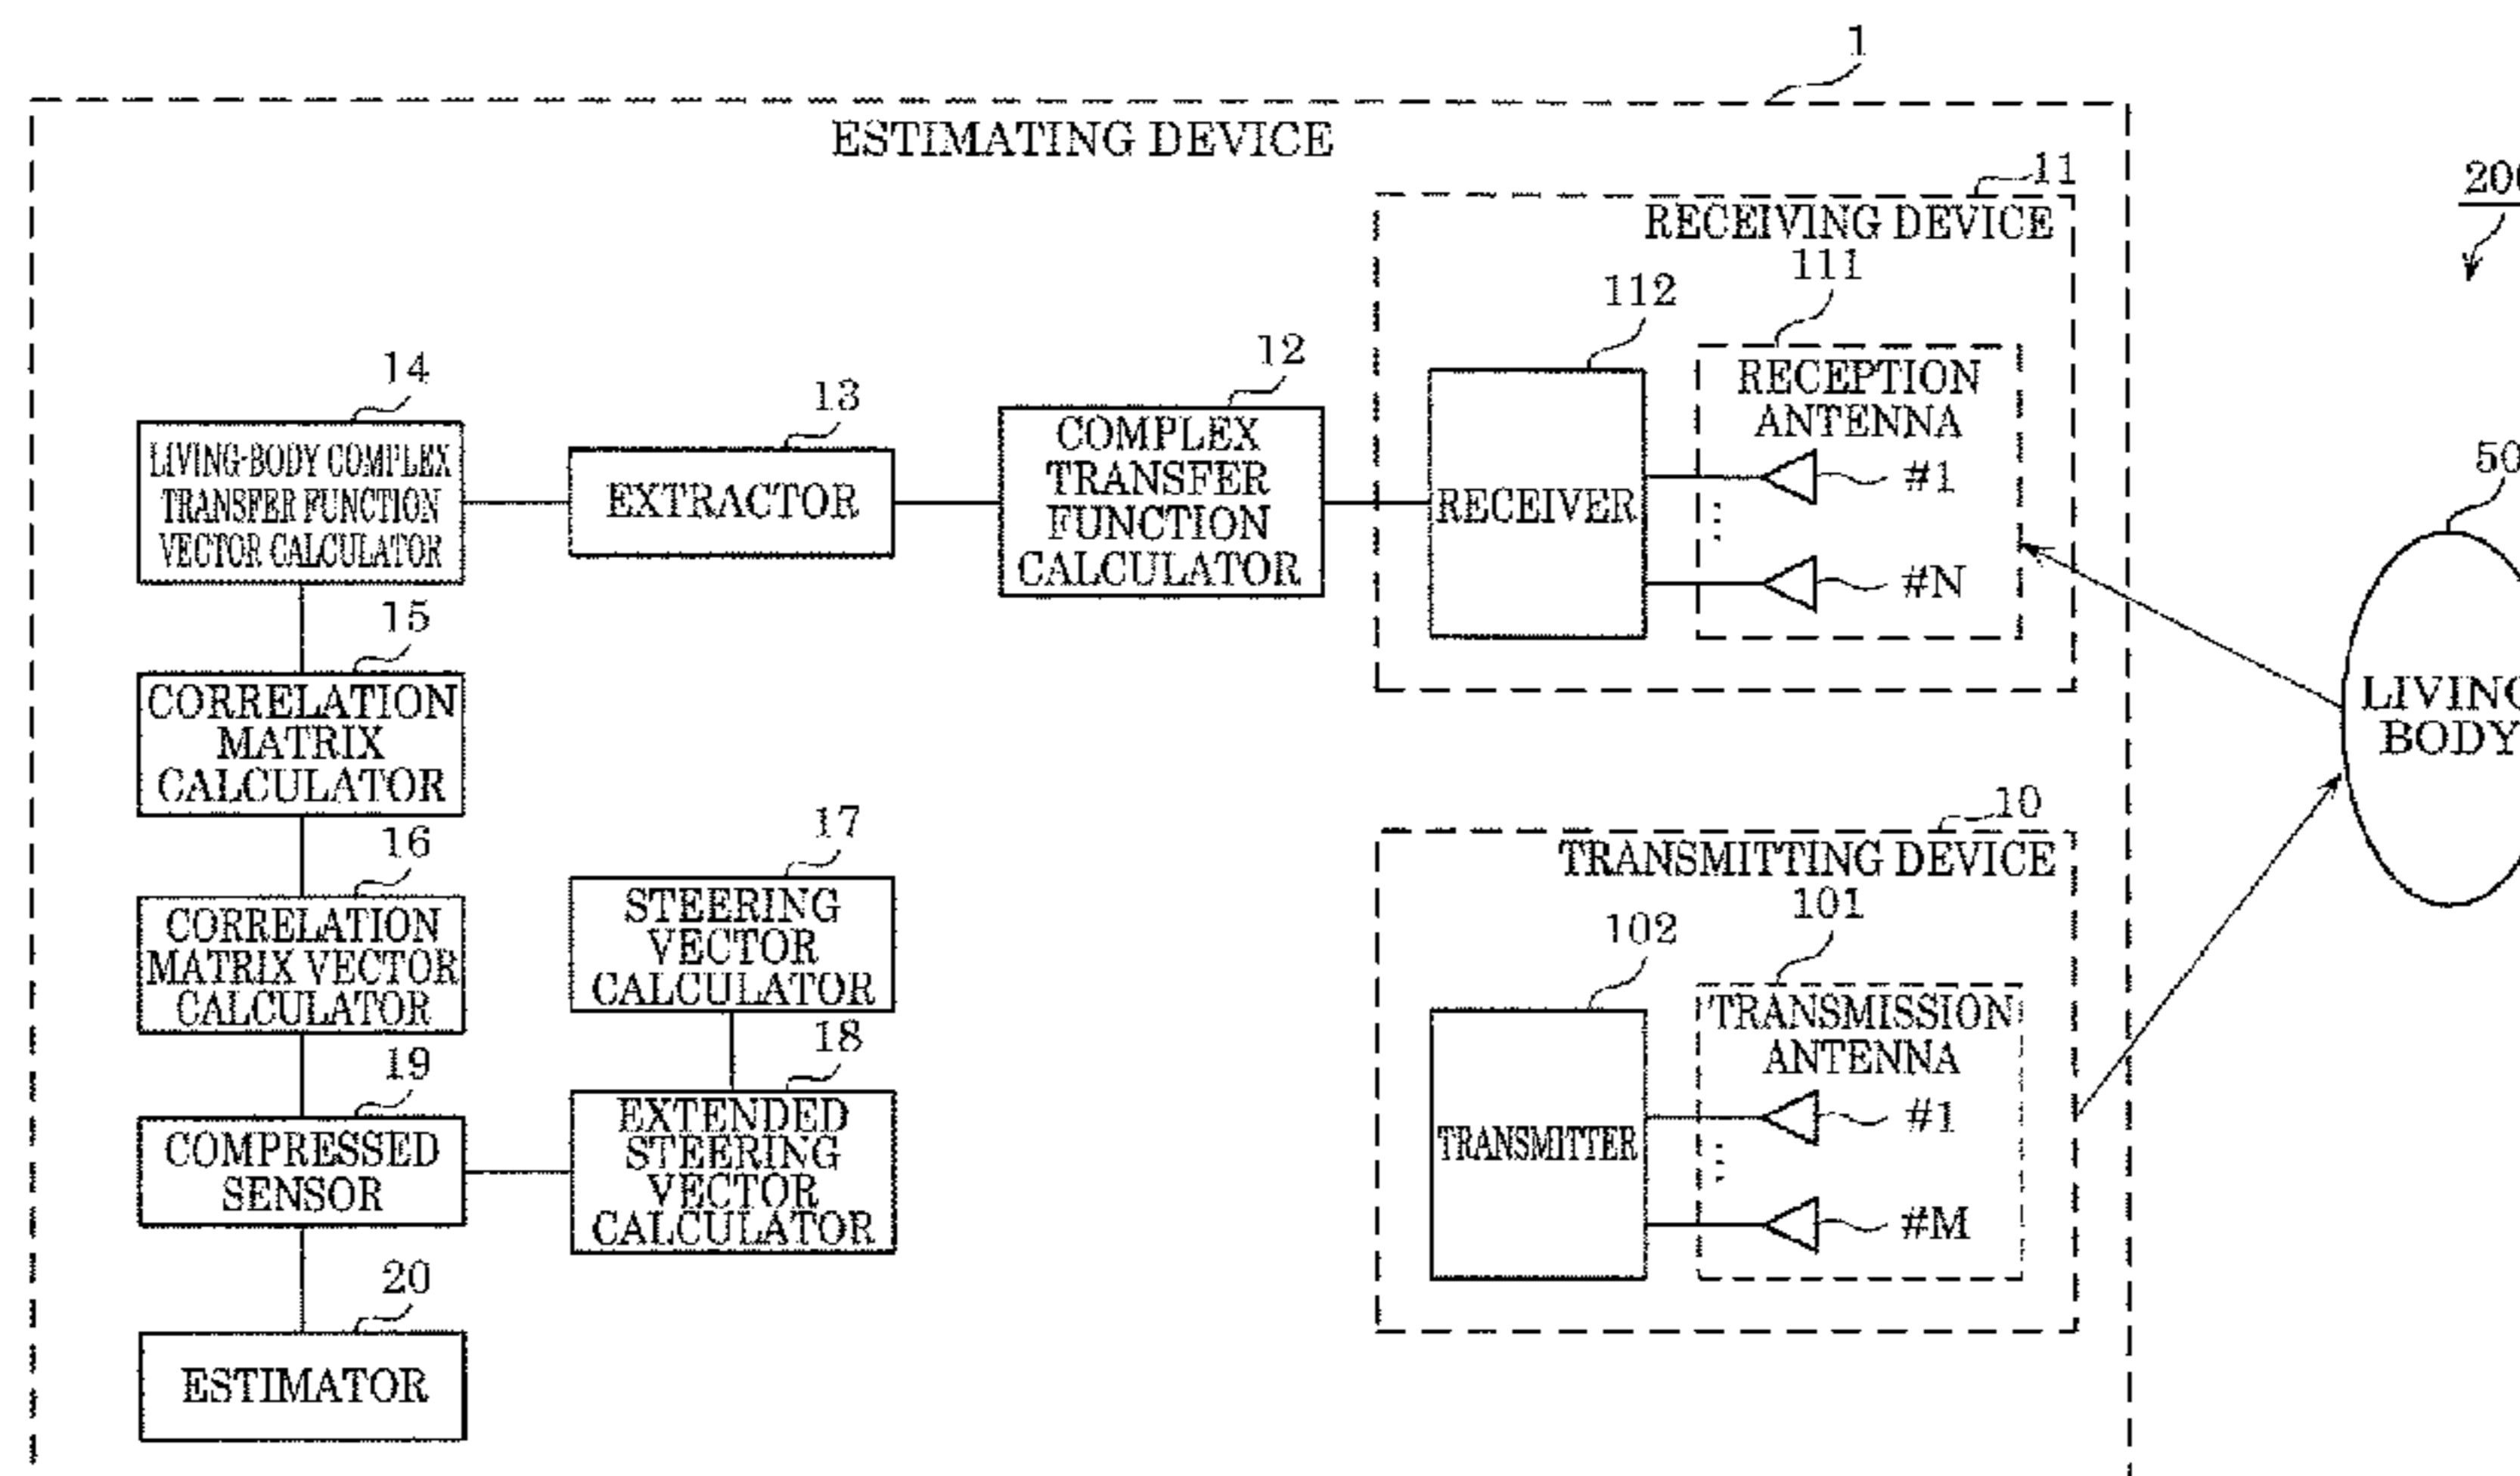 1
ESTIMATING DEVICE
11
RECEIVING DEVICE
111
112
RECEPTION
ANTENNA
#1
#N
RECEIVER
12
COMPLEX
TRANSFER
FUNCTION
CALCULATOR
13
EXTRACTOR
14
LIVING-BODY COMPLEX
TRANSFER FUNCTION
VECTOR CALCULATOR
15
CORRELATION
MATRIX
CALCULATOR
16
CORRELATION
MATRIX VECTOR
CALCULATOR
17
STEERING
VECTOR
CALCULATOR
18
EXTENDED
STEERING
VECTOR
CALCULATOR
19
COMPRESSED
SENSOR
20
ESTIMATOR
10
TRANSMITTING DEVICE
101
102
TRANSMISSION
ANTENNA
#1
#M
TRANSMITTER
50
LIVING
BODY